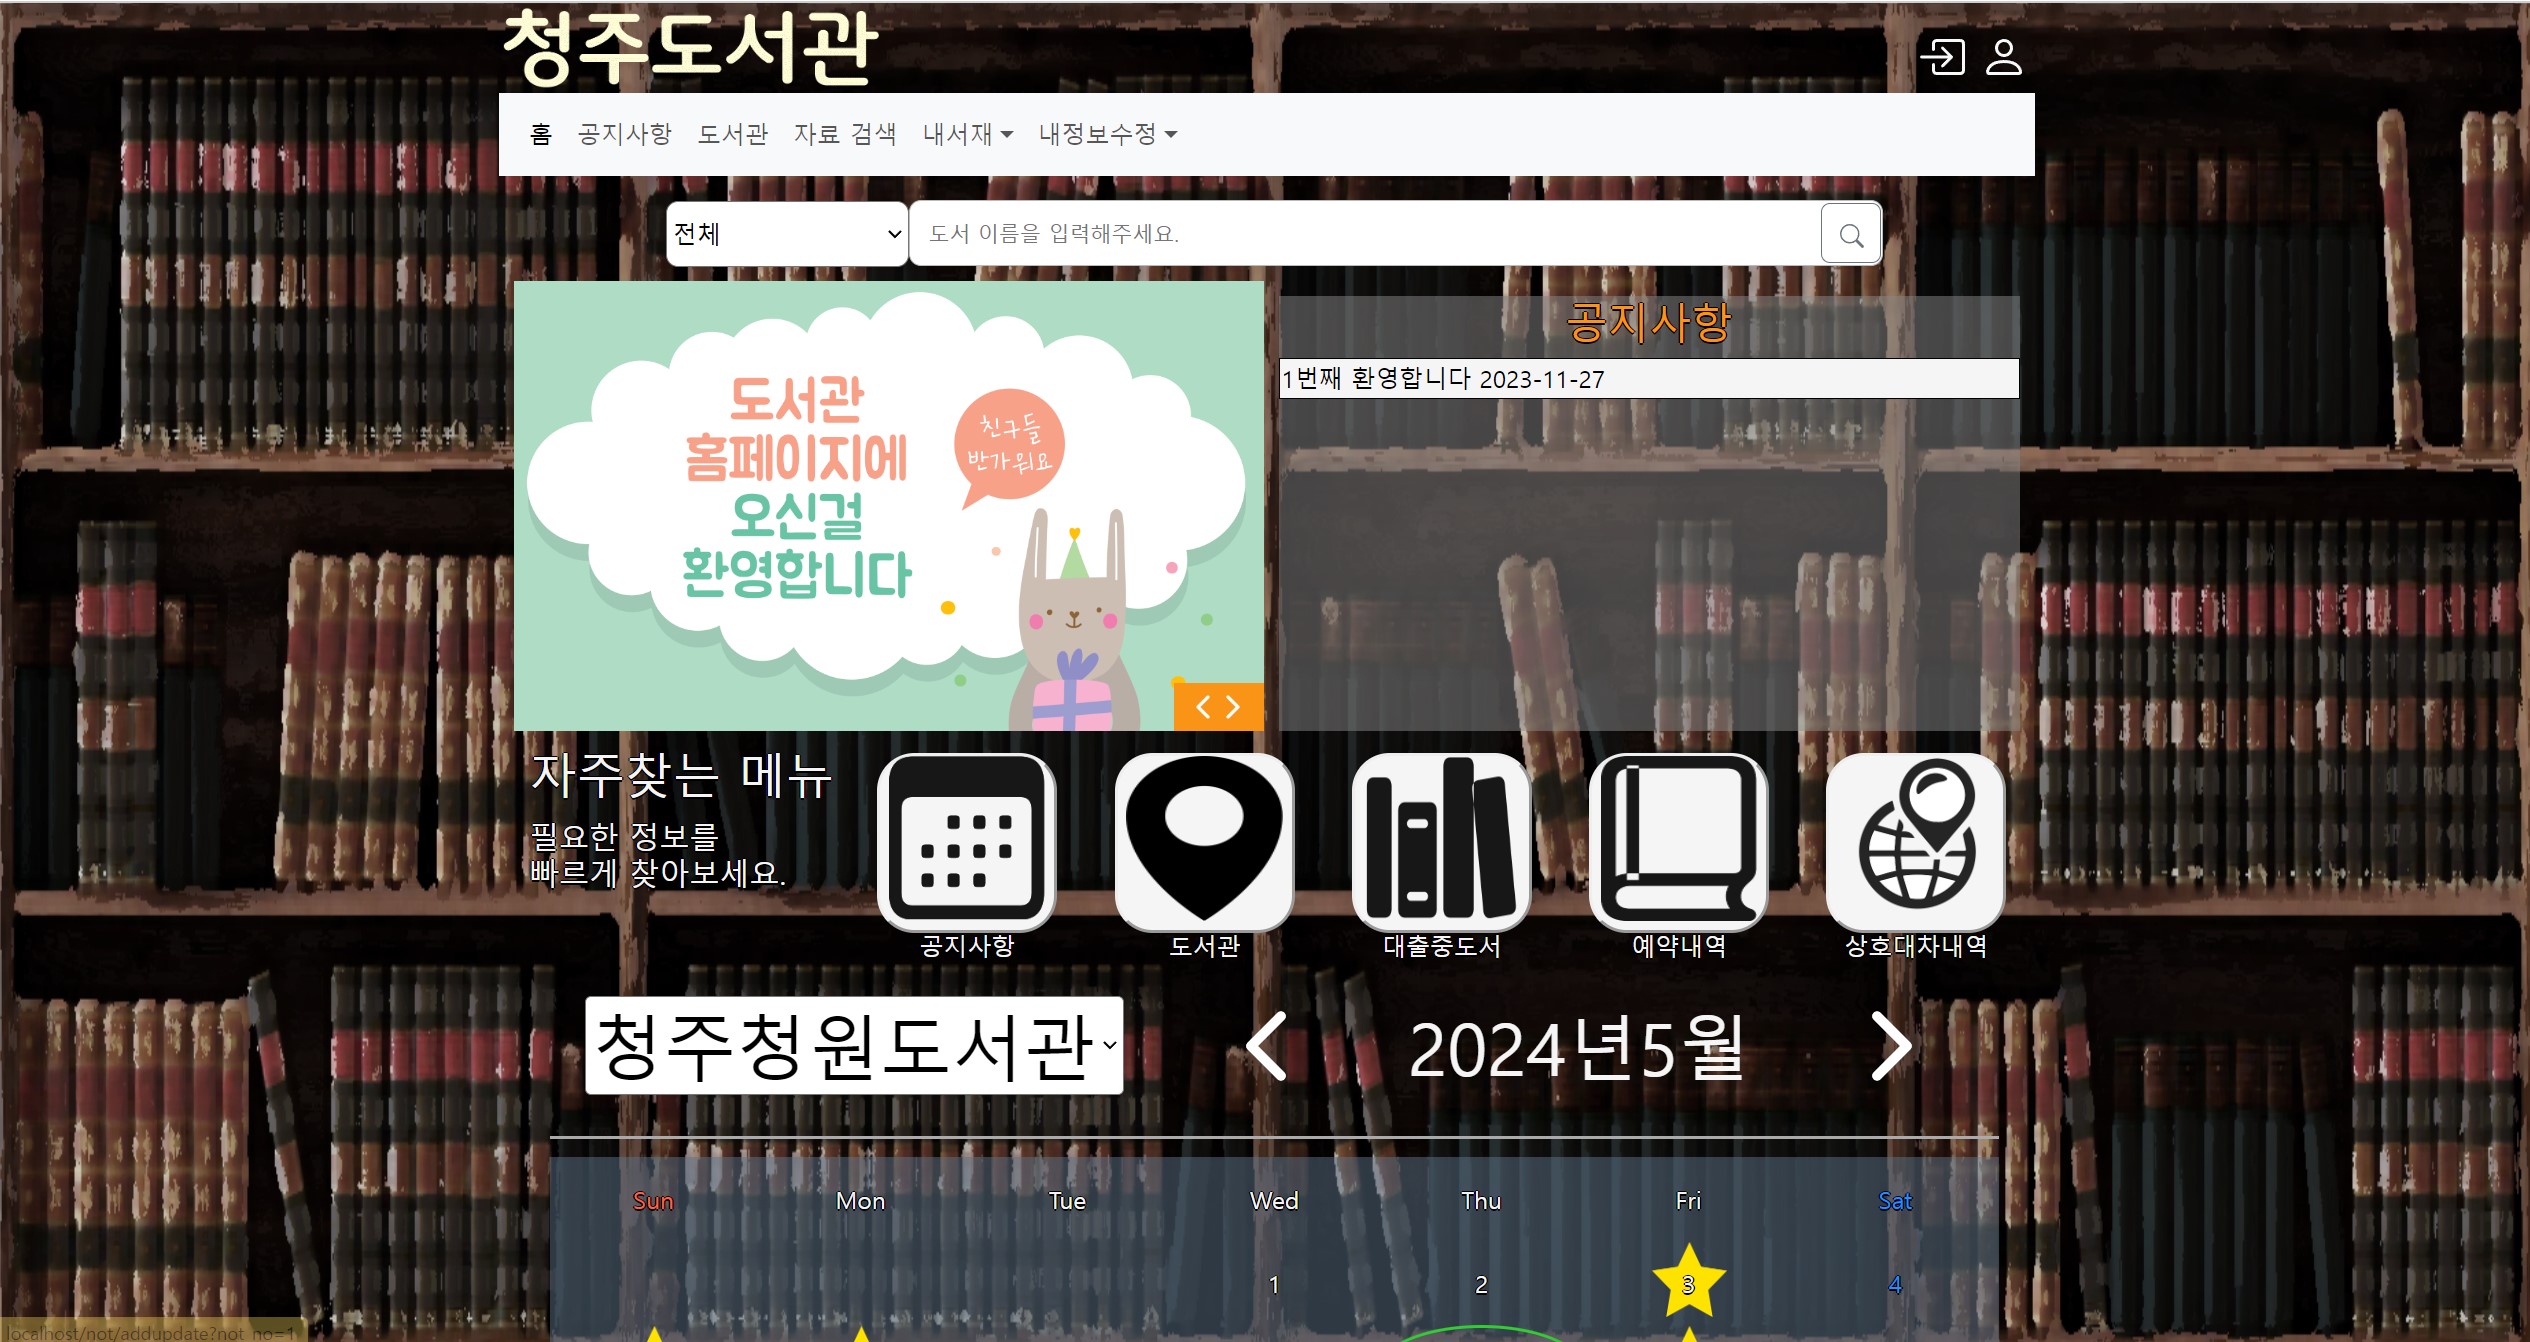 청주도서관
홈 공지사항 도서관 자료 검색 내서재 내정보수정
전체 도서 이름을 입력해주세요.
도서관
홈페이지에
오신걸
환영합니다
친구들
반가워요
공지사항
1번째 환영합니다 2023-11-27
자주찾는 메뉴
필요한 정보를
빠르게 찾아보세요.
공지사항 도서관 대출중도서 예약내역 상호대차내역
청주청원도서관 2024년5월
Sun Mon Tue Wed Thu Fri Sat
1 2 3 4
localhost/not/addupdate?not_no=1